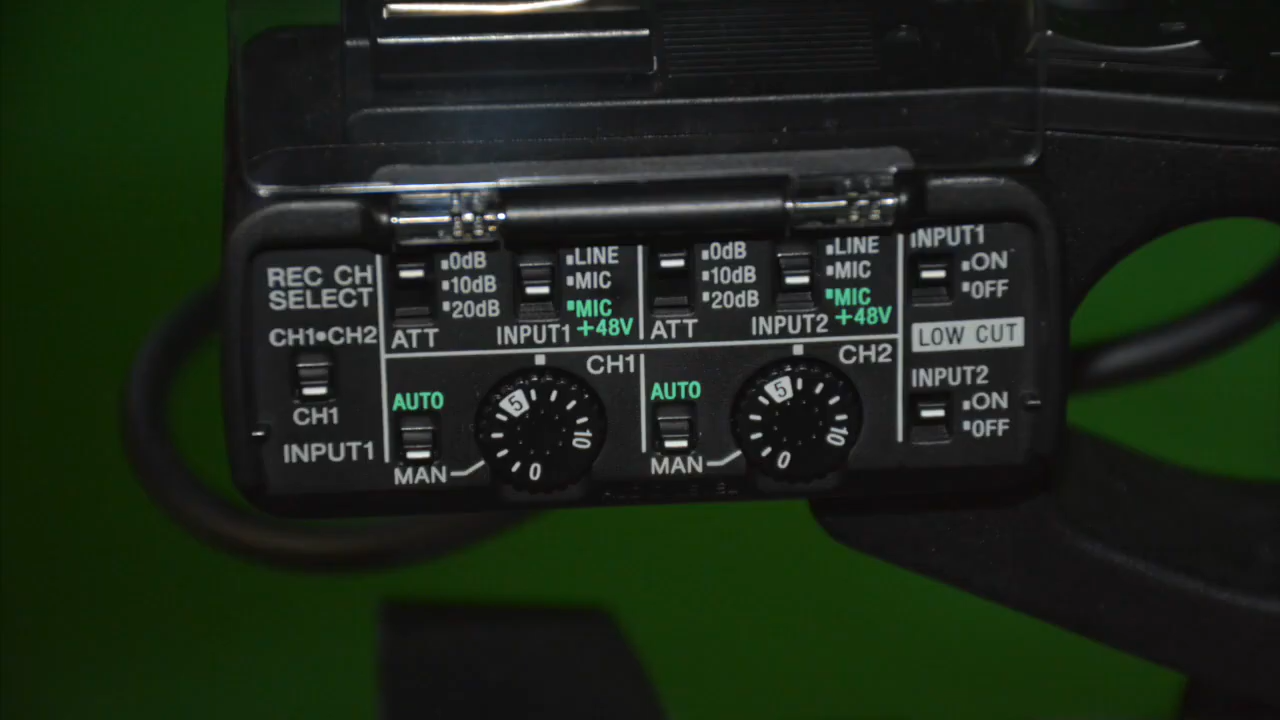 REC CH
SELECT
CH1•CH2
CH1
INPUT1
0dB
10dB
20dB
ATT
LINE
MIC
MIC
+48V
INPUT1
CH1
AUTO
MAN
5
10
0
0dB
10dB
20dB
ATT
LINE
MIC
MIC
+48V
INPUT2
CH2
AUTO
MAN
5
10
0
INPUT1
ON
OFF
LOW CUT
INPUT2
ON
OFF